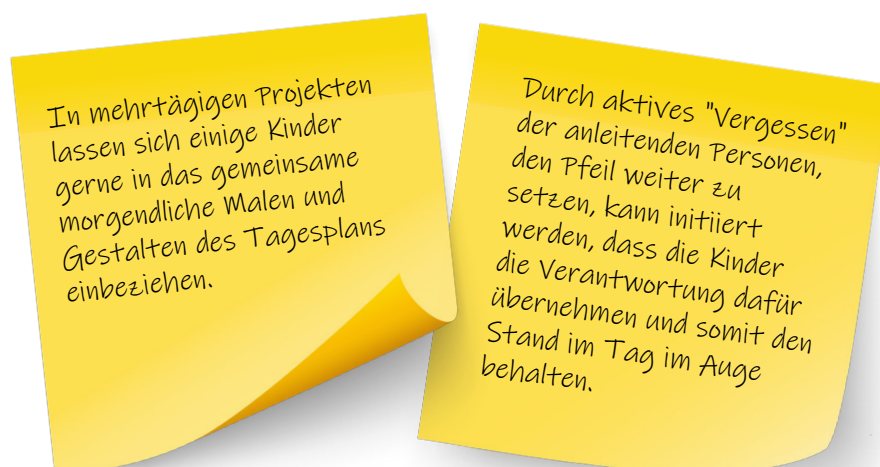 In mehrtägigen Projekten
lassen sich einige Kinder
gerne in das gemeinsame
morgendliche Malen und
Gestalten des Tagesplans
einbeziehen.
Durch aktives "Vergessen"
der anleitenden Personen,
den Pfeil weiter zu
setzen, kann initiiert
werden, dass die Kinder
die Verantwortung dafür
übernehmen und somit den
Stand im Tag im Auge
behalten.